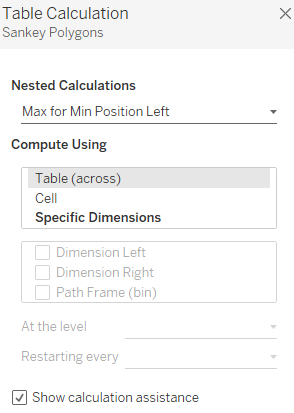 Table Calculation
Sankey Polygons
Nested Calculations
Max for Min Position Left
Compute Using
Table (across)
Cell
Specific Dimensions
Dimension Left
Dimension Right
Path Frame (bin)
At the level
Restarting every
Show calculation assistance